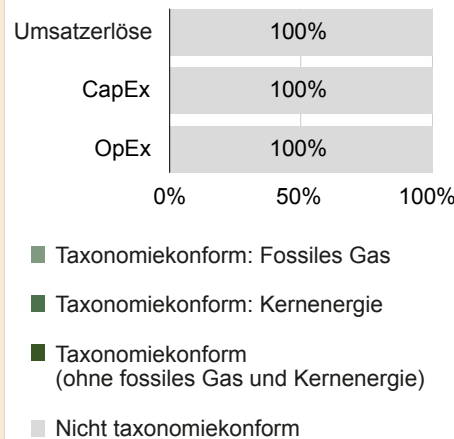 Umsatzerlöse 100%
CapEx 100%
OpEx 100%
0% 50% 100%
Taxonomiekonform: Fossiles Gas
Taxonomiekonform: Kernenergie
Taxonomiekonform
(ohne fossiles Gas und Kernenergie)
Nicht taxonomiekonform